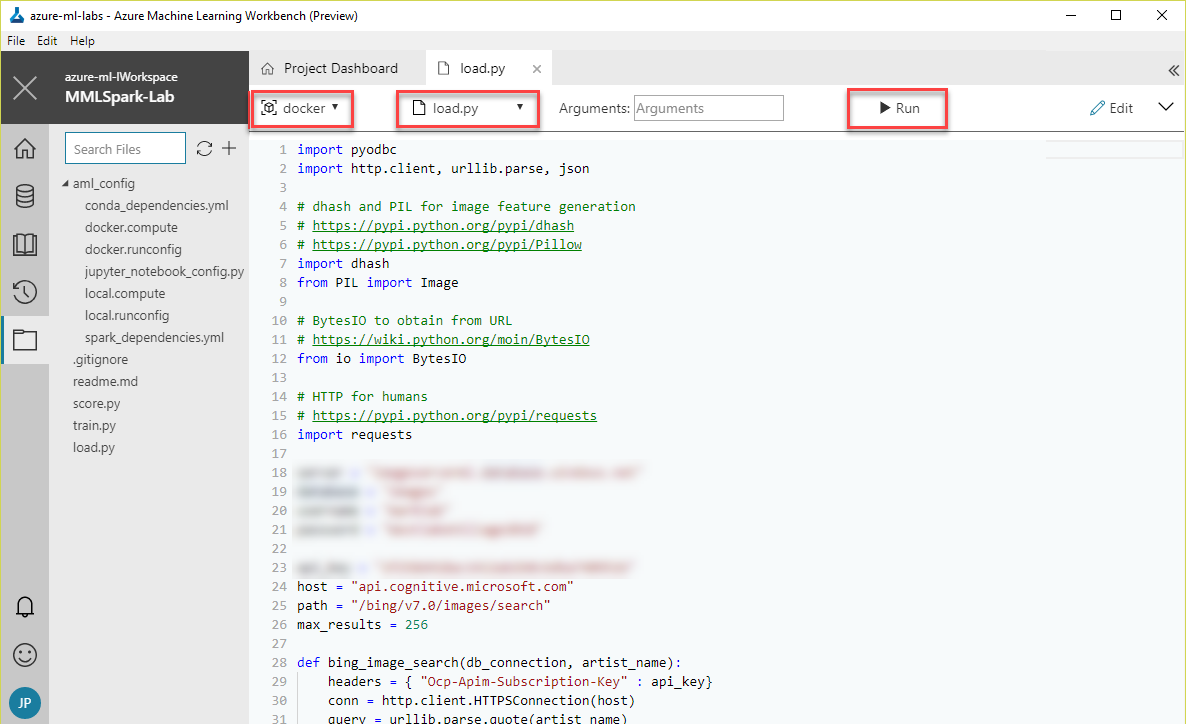 azure-ml-labs - Azure Machine Learning Workbench (Preview)
File Edit Help
azure-ml-lWorkspace
MMLSpark-Lab
Project Dashboard
load.py
docker
load.py
Arguments:
Arguments
Run
Edit
Search Files
aml_config
conda_dependencies.yml
docker.compute
docker.runconfig
jupyter_notebook_config.py
local.compute
local.runconfig
spark_dependencies.yml
.gitignore
readme.md
score.py
train.py
load.py
JP
1 import pyodbc
2 import http.client, urllib.parse, json
3
4 # dhash and PIL for image feature generation
5 # https://pypi.python.org/pypi/dhash
6 # https://pypi.python.org/pypi/Pillow
7 import dhash
8 from PIL import Image
9
10 # BytesIO to obtain from URL
11 # https://wiki.python.org/moin/BytesIO
12 from io import BytesIO
13
14 # HTTP for humans
15 # https://pypi.python.org/pypi/requests
16 import requests
17
18
19
20
21
22
23
24 host = "api.cognitive.microsoft.com"
25 path = "/bing/v7.0/images/search"
26 max_results = 256
27
28 def bing_image_search(db_connection, artist_name):
29 headers = { "Ocp-Apim-Subscription-Key" : api_key}
30 conn = http.client.HTTPSConnection(host)
31 query = urllib.parse.quote(artist_name)